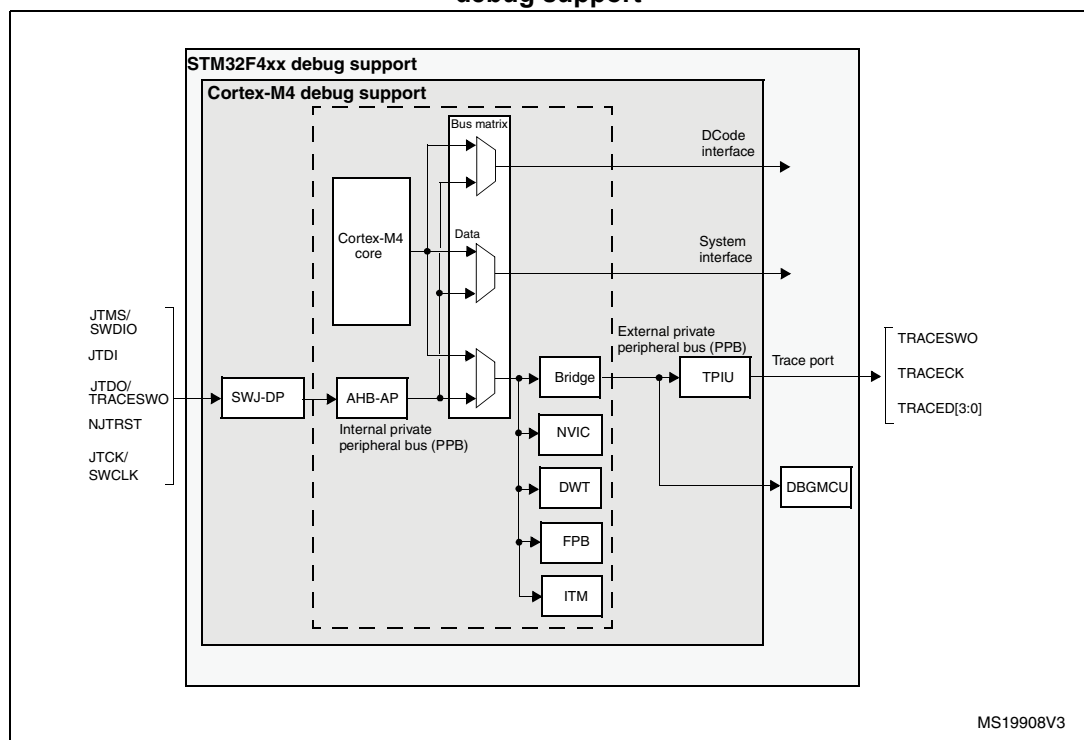 debug support
STM32F4xx debug support
Cortex-M4 debug support
Bus matrix
DCode
interface
Cortex-M4
core
Data
System
interface
JTMS/
SWDIO
JTDI
JTDO/
TRACESWO
NJTRST
JTCK/
SWCLK
SWJ-DP
AHB-AP
Internal private
peripheral bus (PPB)
External private
peripheral bus (PPB)
Bridge
TPIU
Trace port
TRACESWO
TRACECK
TRACED[3:0]
NVIC
DWT
DBGMCU
FPB
ITM
MS19908V3